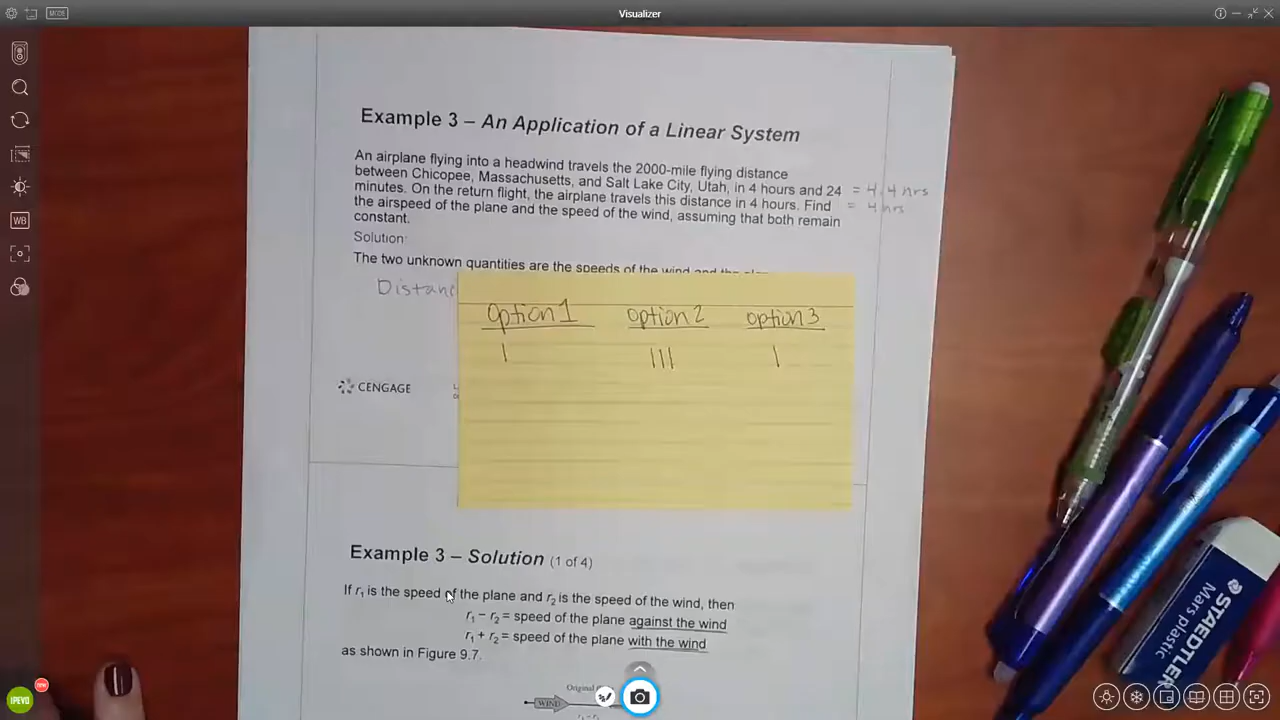 MODE
Visualizer
Example 3 – An Application of a Linear System
An airplane flying into a headwind travels the 2000-mile flying distance
between Chicopee, Massachusetts, and Salt Lake City, Utah, in 4 hours and 24 = 4.4 hrs
minutes. On the return flight, the airplane travels this distance in 4 hours. Find = 4 hrs
the airspeed of the plane and the speed of the wind, assuming that both remain
constant.
Solution:
The two unknown quantities are the speeds of the wind and the
Distanc
Option 1 Option 2 Option 3
I III I
CENGAGE
Example 3 – Solution (1 of 4)
If r₁ is the speed of the plane and r₂ is the speed of the wind, then
r₁ – r₂ = speed of the plane against the wind
r₁ + r₂ = speed of the plane with the wind
as shown in Figure 9.7.
Original
WIND
WB
IPEVO
STAEDTLER
Mars plastic